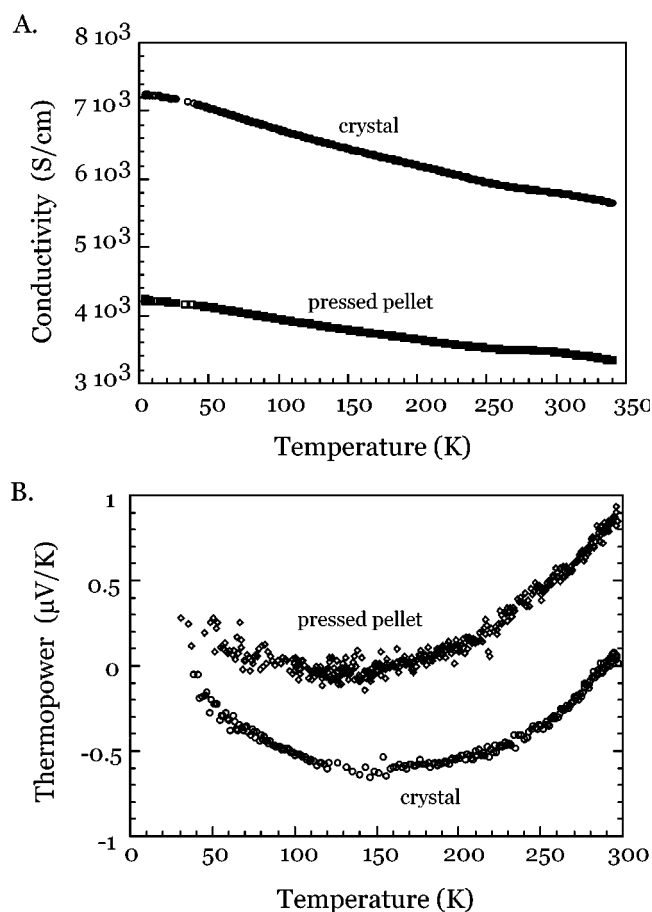 A.
8 10³
7 10³
6 10³
5 10³
4 10³
3 10³
Conductivity (S/cm)
crystal
pressed pellet
0 50 100 150 200 250 300 350
Temperature (K)
B.
1
0.5
0
-0.5
-1
Thermopower (µV/K)
pressed pellet
crystal
0 50 100 150 200 250 300
Temperature (K)